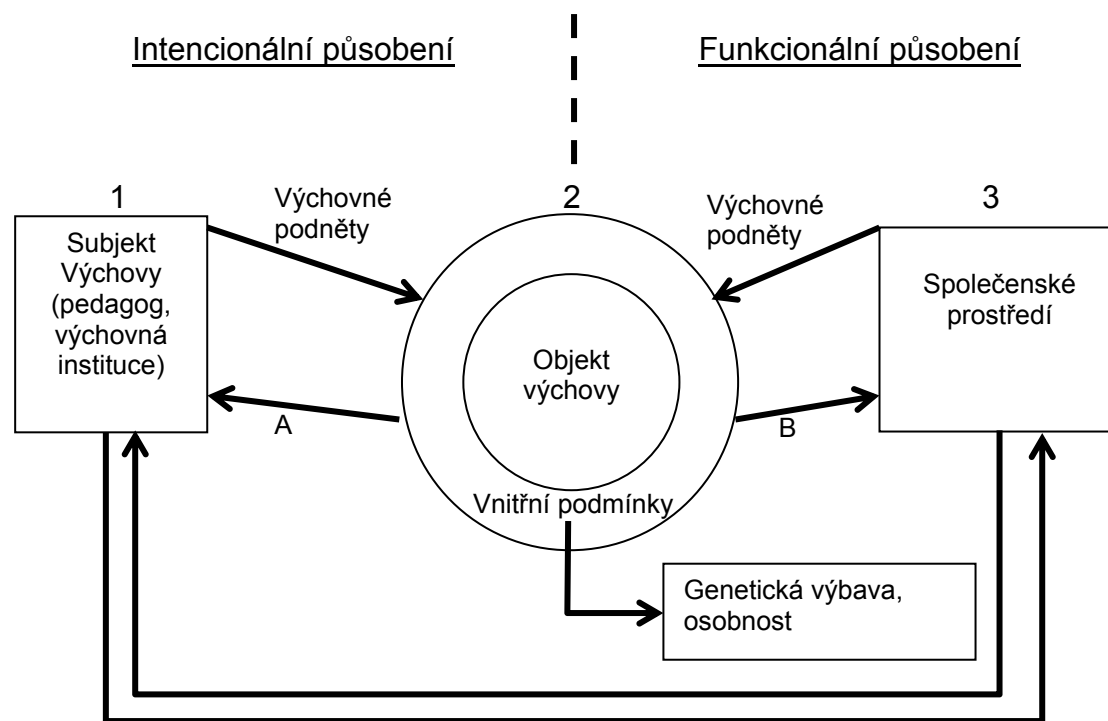 Intencionální působení
Funkcionální působení
1
Výchovné
podněty
2
Výchovné
podněty
3
Subjekt
Výchovy
(pedagog,
výchovná
instituce)
Objekt
výchovy
Společenské
prostředí
A
B
Vnitřní podmínky
Genetická výbava,
osobnost